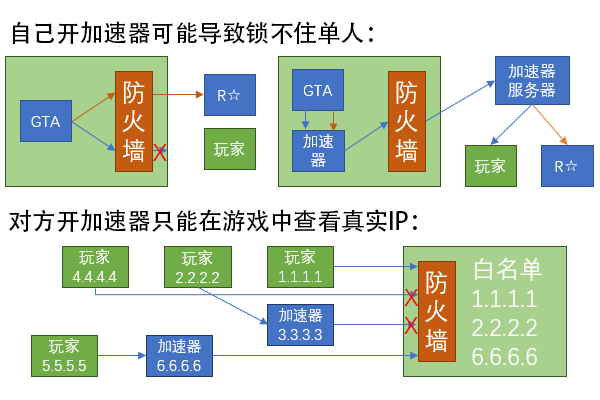 自己开加速器可能导致锁不住单人：
GTA
防
火
墙
R☆
玩家
GTA
加速
器
防
火
墙
加速器
服务器
玩家
R☆
对方开加速器只能在游戏中查看真实IP：
玩家
4.4.4.4
玩家
2.2.2.2
玩家
1.1.1.1
加速器
3.3.3.3
玩家
5.5.5.5
加速器
6.6.6.6
防
火
墙
白名单
1.1.1.1
2.2.2.2
6.6.6.6